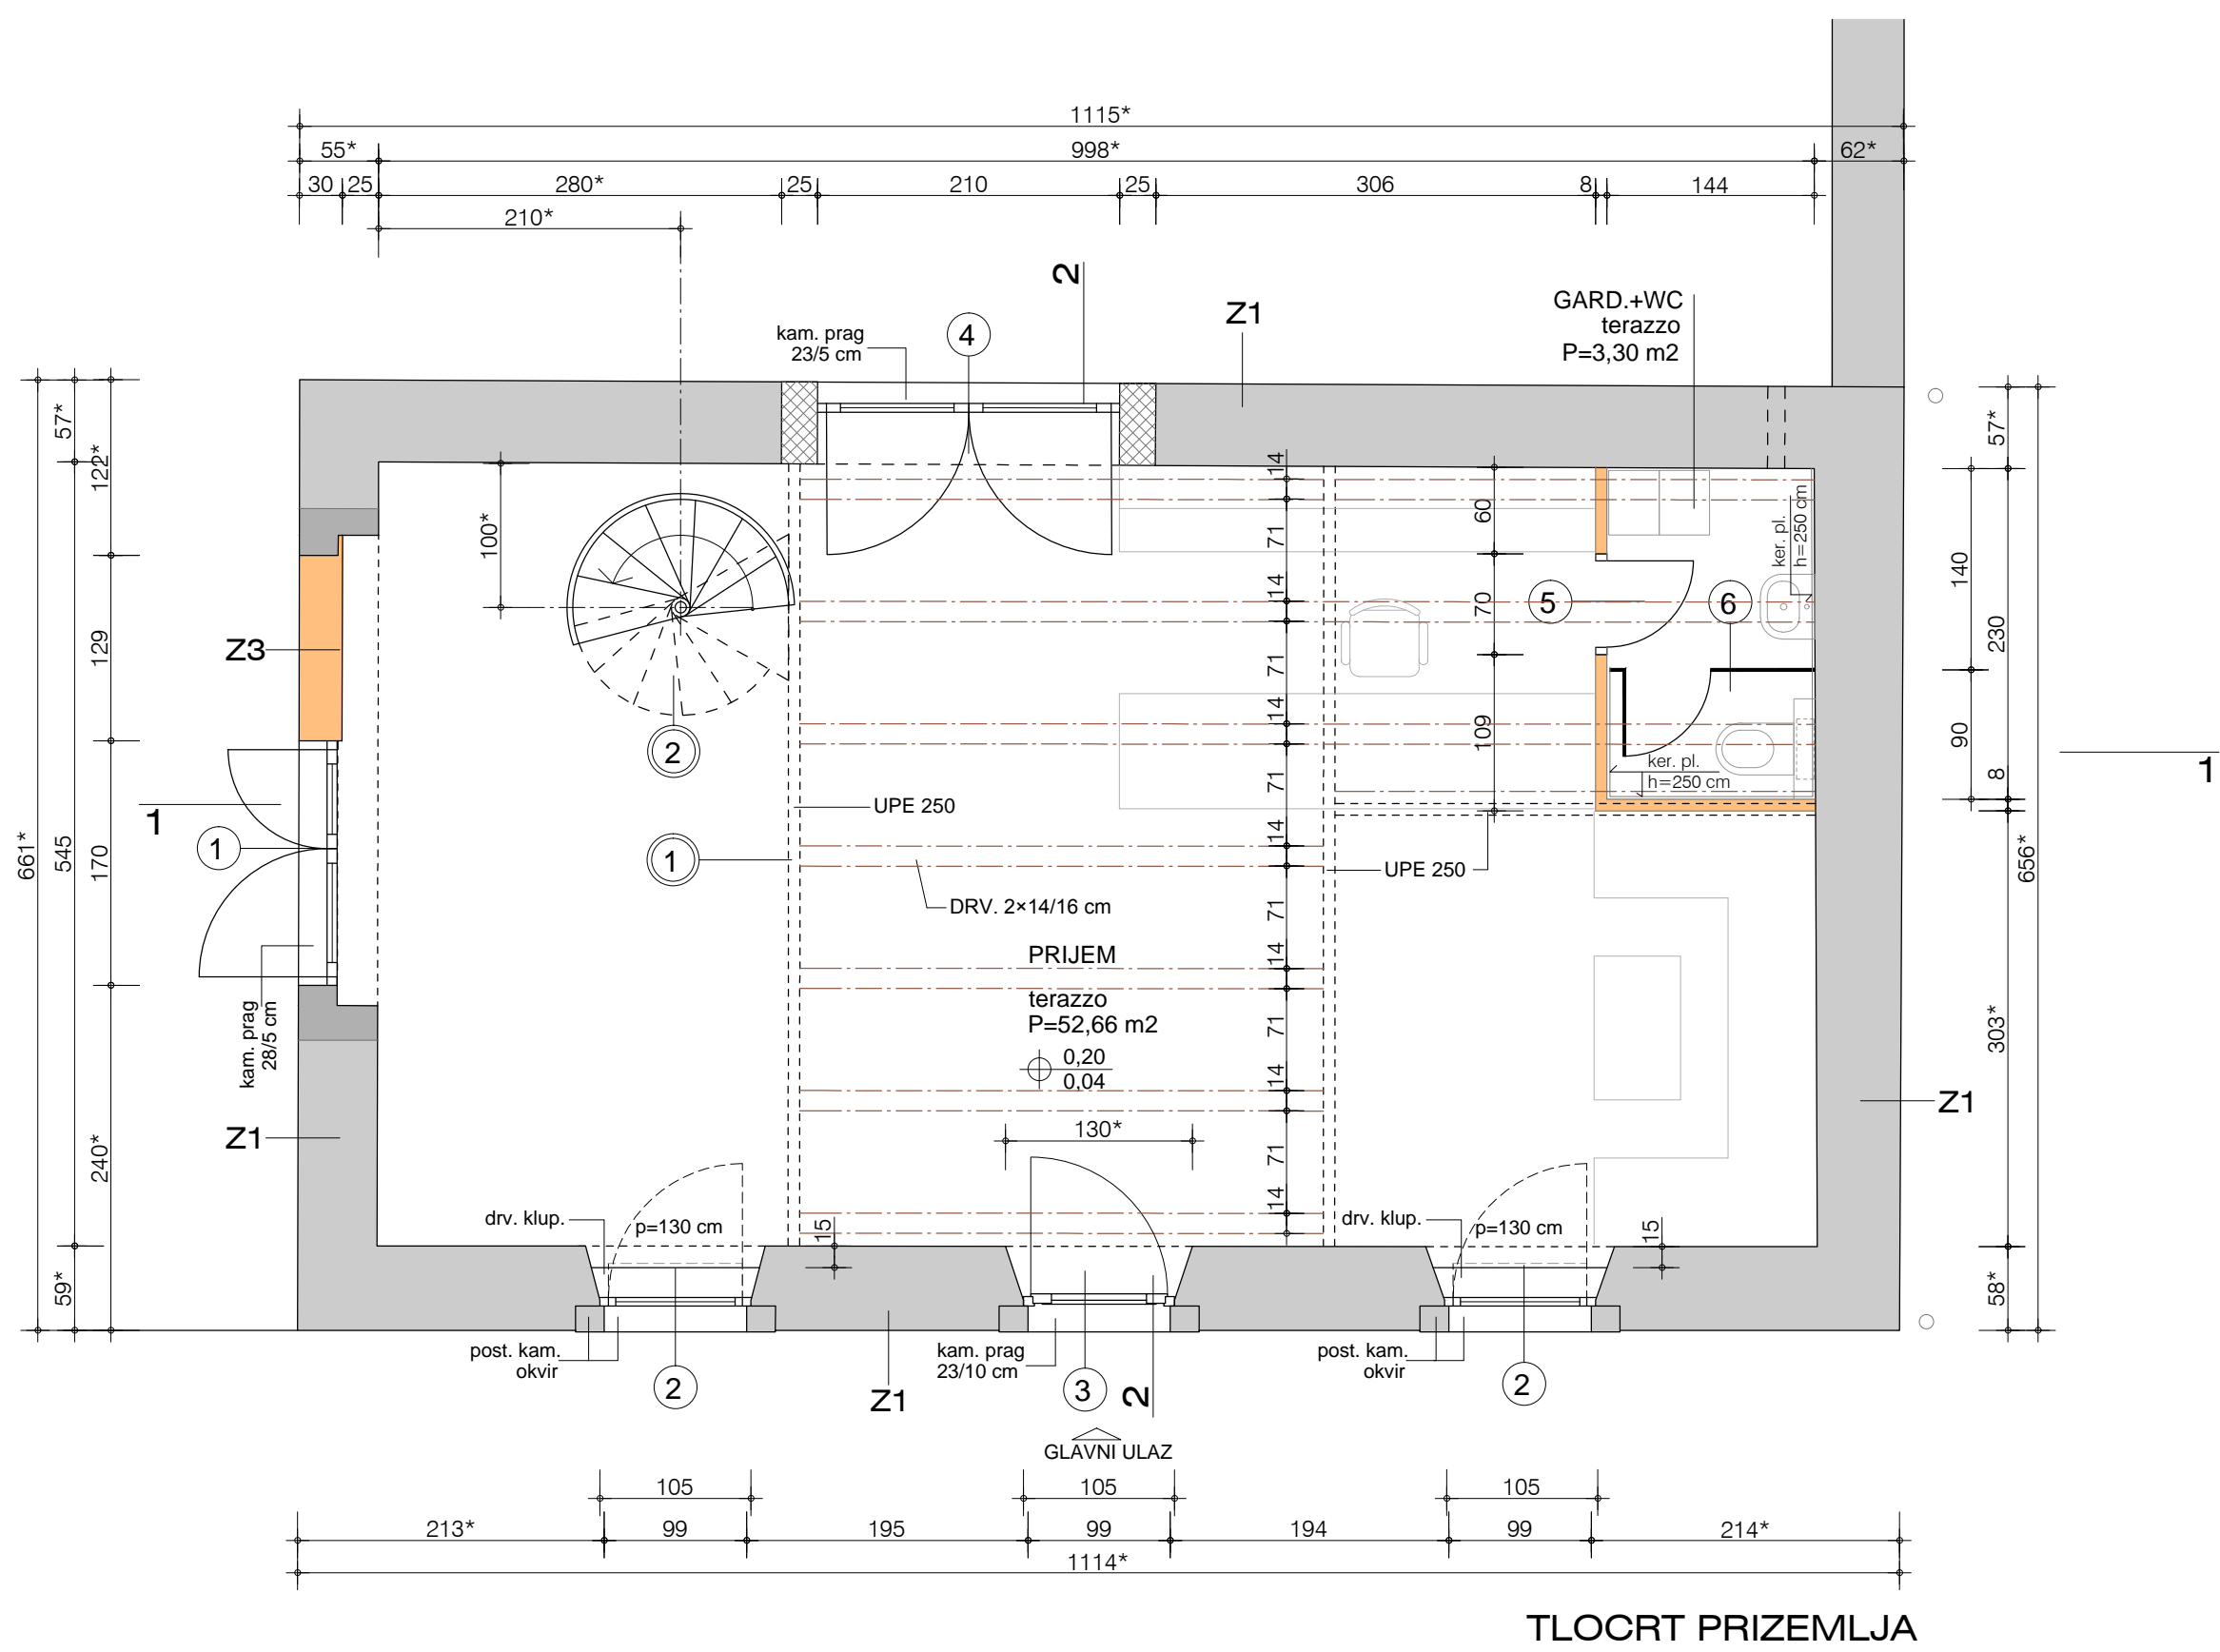 1115*
55*
998*
62*
30
25
280*
25
210
25
306
8
144
210*
2
4
Z1
kam. prag
23/5 cm
GARD.+WC
terazzo
P=3,30 m2
57*
122*
129
170
240*
545
661*
59*
57*
140
230
90
8
656*
303*
58*
100*
14
71
14
71
14
71
14
71
14
71
14
71
14
60
70
109
5
6
ker. pl.
h=250 cm
ker. pl.
h=250 cm
Z3
2
1
UPE 250
UPE 250
DRV. 2×14/16 cm
1
1
1
kam. prag
28/5 cm
Z1
PRIJEM
terazzo
P=52,66 m2
0,20
0,04
130*
Z1
drv. klup.
p=130 cm
15
drv. klup.
p=130 cm
15
post. kam.
okvir
2
Z1
kam. prag
23/10 cm
3
2
post. kam.
okvir
2
GLAVNI ULAZ
105
105
105
213*
99
195
99
194
99
214*
1114*
TLOCRT PRIZEMLJA